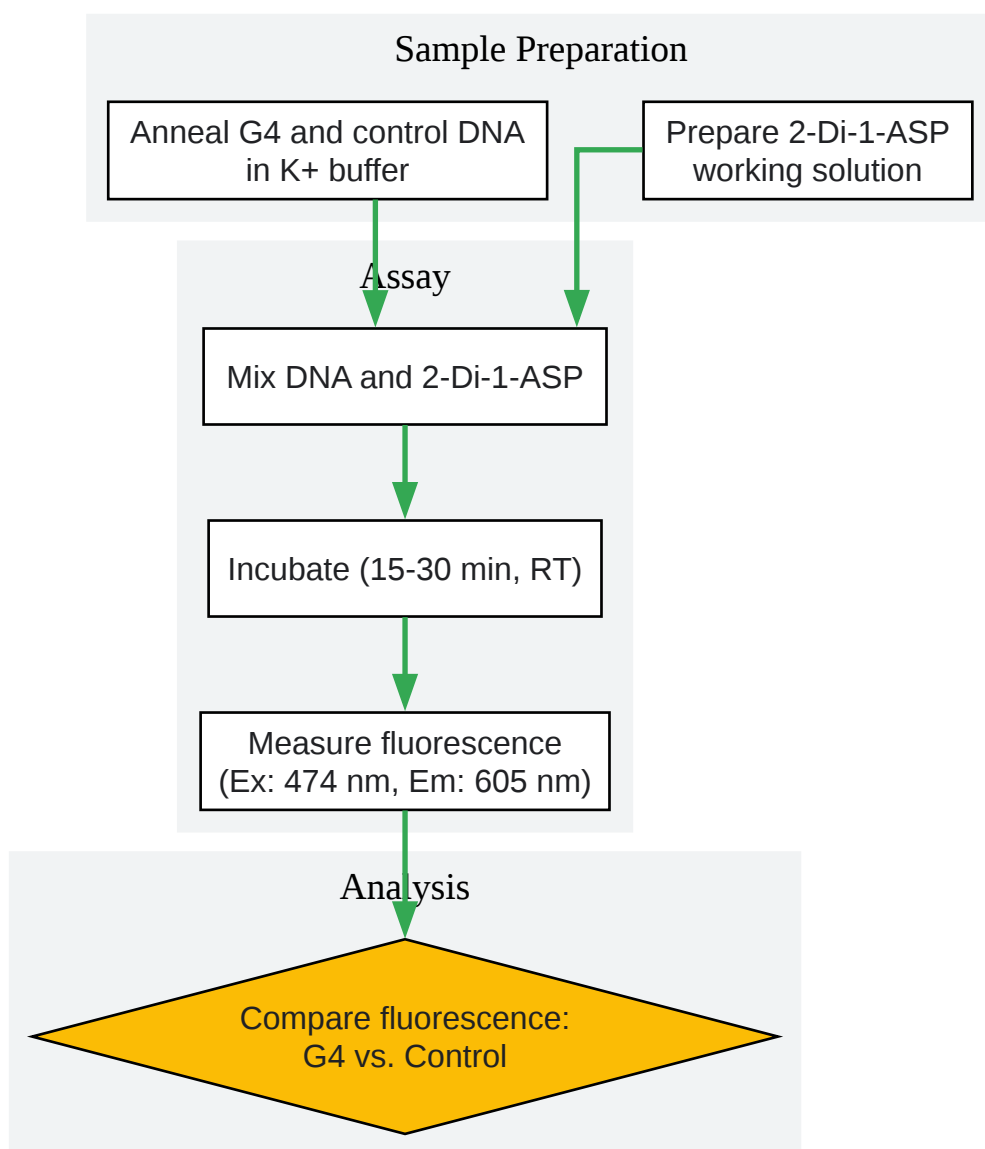 Sample Preparation
Anneal G4 and control DNA
in K+ buffer
Prepare 2-Di-1-ASP
working solution
Assay
Mix DNA and 2-Di-1-ASP
Incubate (15-30 min, RT)
Measure fluorescence
(Ex: 474 nm, Em: 605 nm)
Analysis
Compare fluorescence:
G4 vs. Control